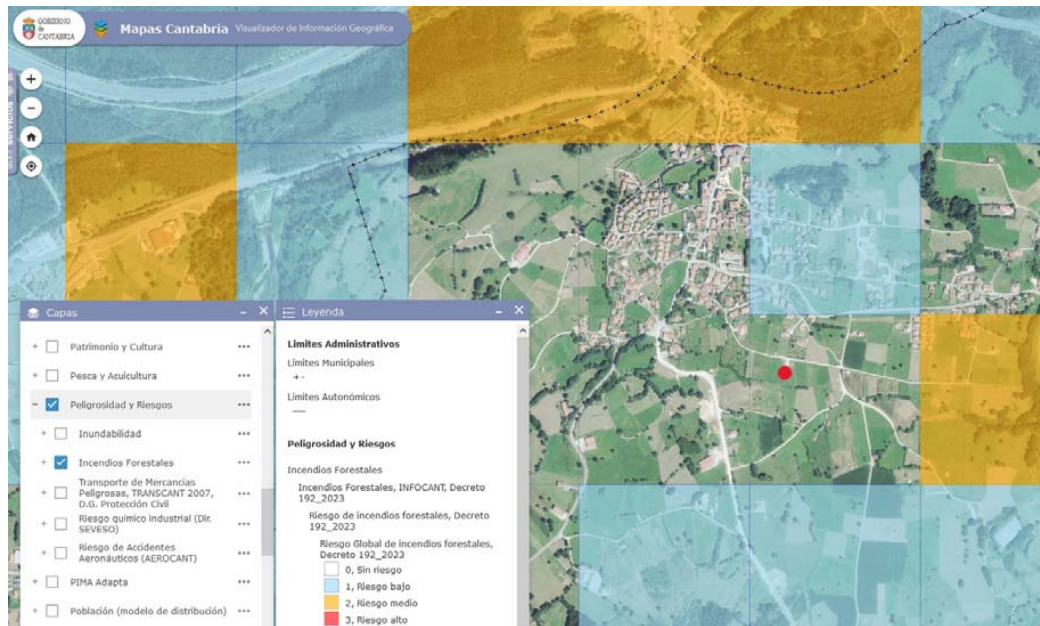 GOBIERNO
de
CANTABRIA
Mapas Cantabria Visualizador de Información Geográfica
Capas
Patrimonio y Cultura
Pesca y Acuicultura
Peligrosidad y Riesgos
Inundabilidad
Incendios Forestales
Transporte de Mercancias
Peligrosas, TRANSCANT 2007,
D.G. Protección Civil
Riesgo químico industrial (Dir.
SEVESO)
Riesgo de Accidentes
Aeronáuticos (AEROCANT)
PIMA Adapta
Población (modelo de distribución)
Leyenda
Limites Administrativos
Límites Municipales
Límites Autonómicos
Peligrosidad y Riesgos
Incendios Forestales
Incendios Forestales, INFOCANT, Decreto
192_2023
Riesgo de incendios forestales, Decreto
192_2023
Riesgo Global de incendios forestales,
Decreto 192_2023
0, Sin riesgo
1, Riesgo bajo
2, Riesgo medio
3, Riesgo alto